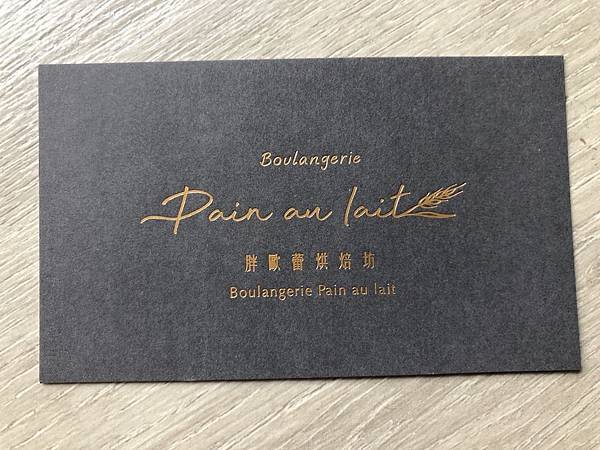 Boulangerie
Pain au lait
胖歐蕾烘焙坊
Boulangerie Pain au lait